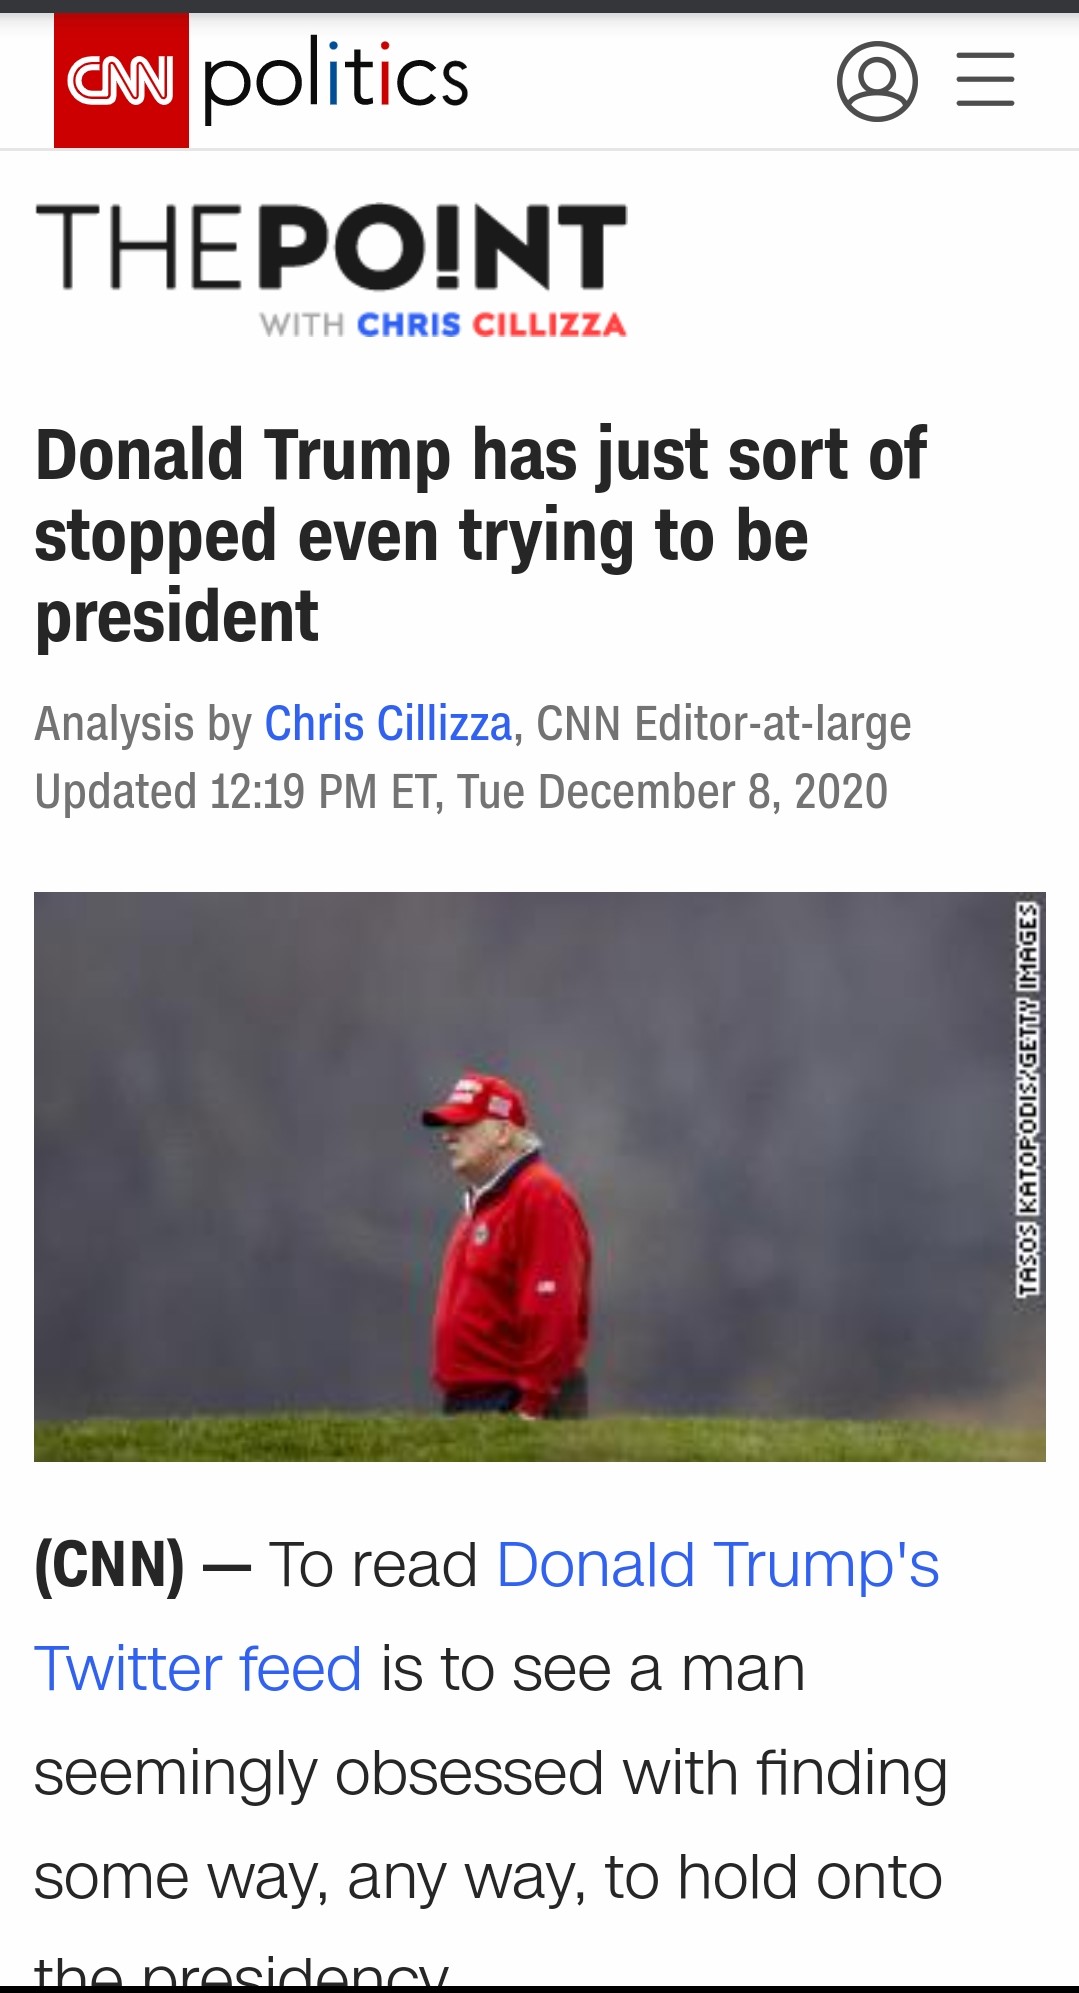 CNN politics
THEPO!NT
WITH CHRIS CILLIZZA
Donald Trump has just sort of
stopped even trying to be
president
Analysis by Chris Cillizza, CNN Editor-at-large
Updated 12:19 PM ET, Tue December 8, 2020
TASOS KATOPODIS/GETTY IMAGES
(CNN) — To read Donald Trump's
Twitter feed is to see a man
seemingly obsessed with finding
some way, any way, to hold onto
the presidency